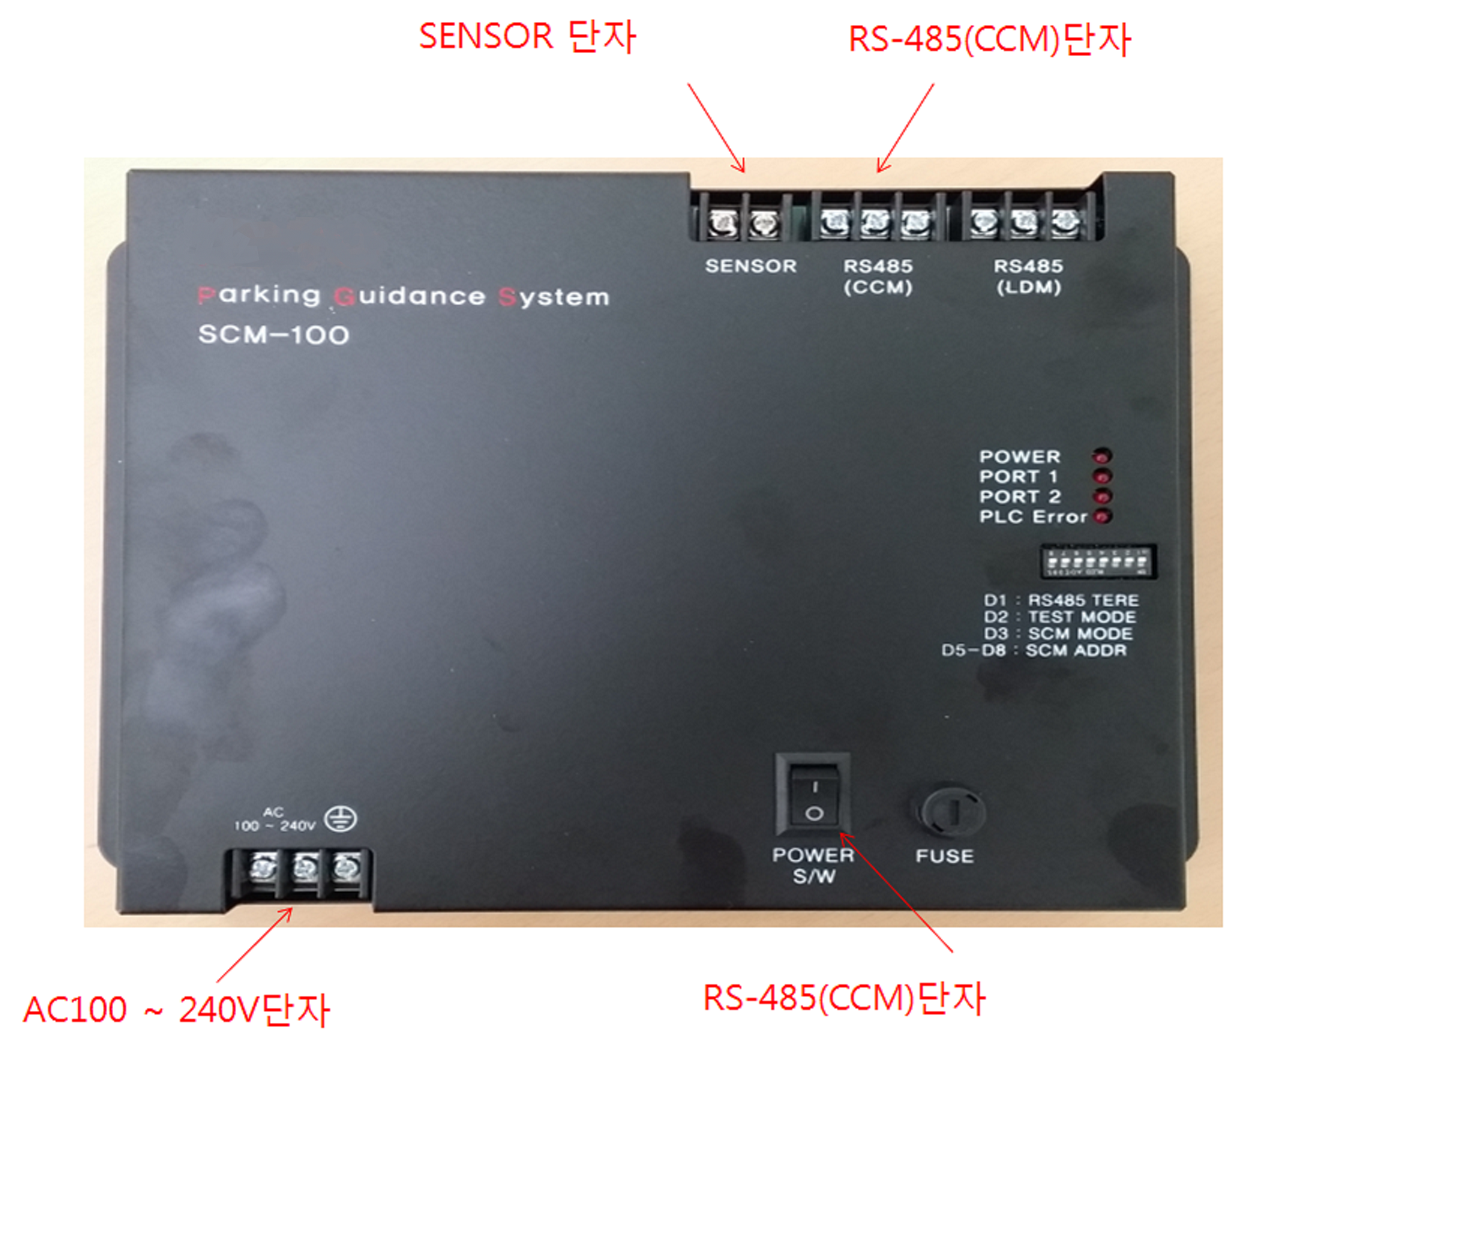 SENSOR 단자
RS-485(CCM)단자
SENSOR
RS485
(CCM)
RS485
(LDM)
Parking Guidance System
SCM-100
POWER
PORT 1
PORT 2
PLC Error
D1 : RS485 TERE
D2 : TEST MODE
D3 : SCM MODE
D5-D8 : SCM ADDR
AC
100 ~ 240V
I
O
POWER
S/W
FUSE
AC100 ~ 240V단자
RS-485(CCM)단자